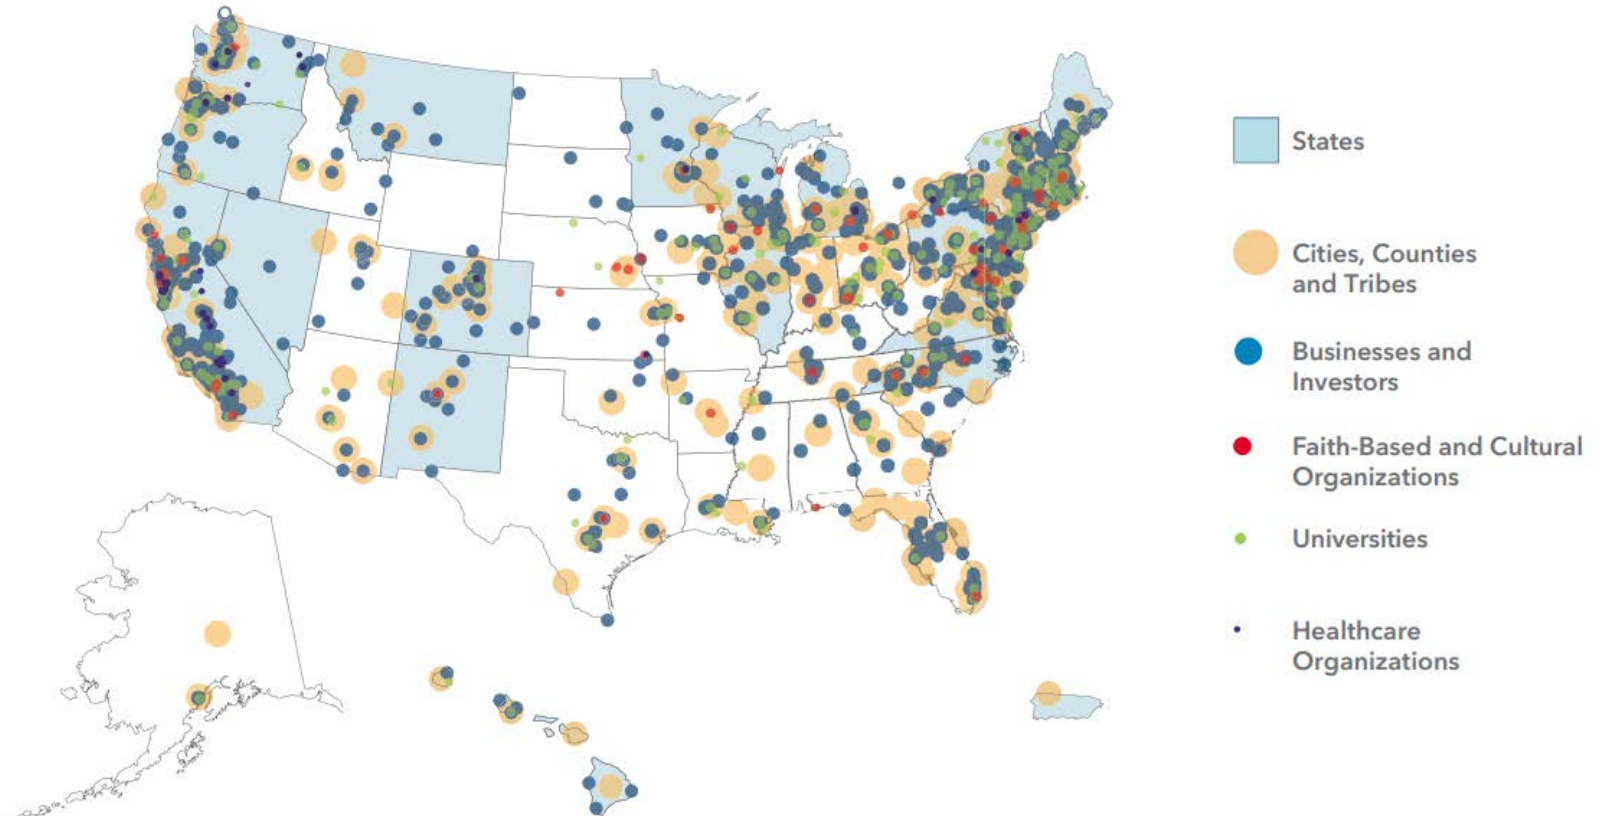 States
Cities, Counties
and Tribes
Businesses and
Investors
Faith-Based and Cultural
Organizations
Universities
Healthcare
Organizations